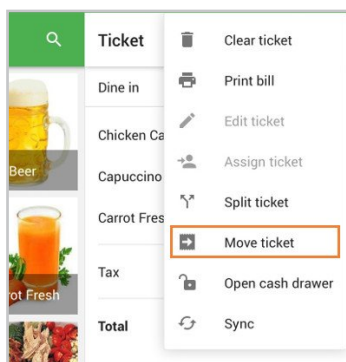 Ticket
Dine in
Chicken Ca
Capuccino
Carrot Fres
Tax
Total
Beer
ot Fresh
Clear ticket
Print bill
Edit ticket
Assign ticket
Split ticket
Move ticket
Open cash drawer
Sync